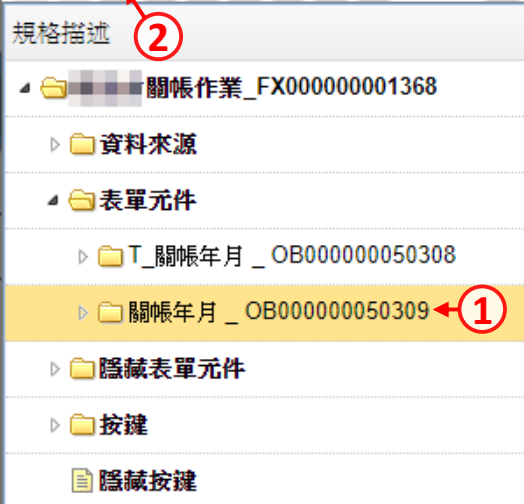 規格描述
2
關帳作業_FX000000001368
資料來源
表單元件
T_關帳年月 _ OB000000050308
關帳年月 _ OB000000050309
1
隱藏表單元件
按鍵
隱藏按鍵